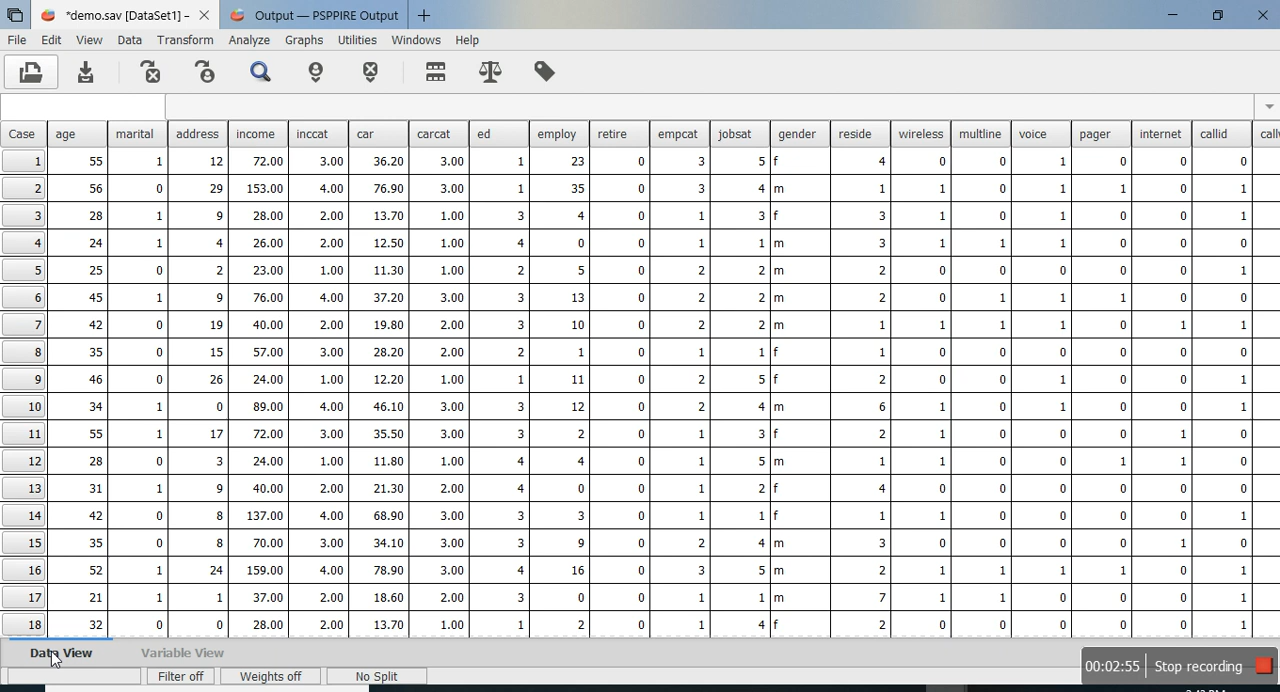 *demo.sav [DataSet1] – Output — PSPPIRE Output
File Edit View Data Transform Analyze Graphs Utilities Windows Help
Case age marital address income inccat car carcat ed employ retire empcat jobsat gender reside wireless multline voice pager internet callid
1 55 1 12 72.00 3.00 36.20 3.00 1 23 0 3 5 f 4 0 0 1 0 0 0
2 56 0 29 153.00 4.00 76.90 3.00 1 35 0 3 4 m 1 1 0 1 1 0 1
3 28 1 9 28.00 2.00 13.70 1.00 3 4 0 1 3 f 3 1 0 1 0 0 1
4 24 1 4 26.00 2.00 12.50 1.00 4 0 0 1 1 m 3 1 1 1 0 0 0
5 25 0 2 23.00 1.00 11.30 1.00 2 5 0 2 2 m 2 0 0 0 0 0 1
6 45 1 9 76.00 4.00 37.20 3.00 3 13 0 2 2 m 2 0 1 1 1 0 0
7 42 0 19 40.00 2.00 19.80 2.00 3 10 0 2 2 m 1 1 1 1 0 1 1
8 35 0 15 57.00 3.00 28.20 2.00 2 1 0 1 1 f 1 0 0 0 0 0 0
9 46 0 26 24.00 1.00 12.20 1.00 1 11 0 2 5 f 2 0 0 1 0 0 1
10 34 1 0 89.00 4.00 46.10 3.00 3 12 0 2 4 m 6 1 0 1 0 0 1
11 55 1 17 72.00 3.00 35.50 3.00 3 2 0 1 3 f 2 1 0 0 0 1 0
12 28 0 3 24.00 1.00 11.80 1.00 4 4 0 1 5 m 1 1 0 0 1 1 0
13 31 1 9 40.00 2.00 21.30 2.00 4 0 0 1 2 f 4 0 0 0 0 0 0
14 42 0 8 137.00 4.00 68.90 3.00 3 3 0 1 1 f 1 1 0 0 0 0 1
15 35 0 8 70.00 3.00 34.10 3.00 3 9 0 2 4 m 3 0 0 0 0 1 0
16 52 1 24 159.00 4.00 78.90 3.00 4 16 0 3 5 m 2 1 1 1 1 0 1
17 21 1 1 37.00 2.00 18.60 2.00 3 0 0 1 1 m 7 1 1 0 0 0 1
18 32 0 0 28.00 2.00 13.70 1.00 1 2 0 1 4 f 2 0 0 0 0 0 1
Data View Variable View
00:02:55 Stop recording
Filter off Weights off No Split